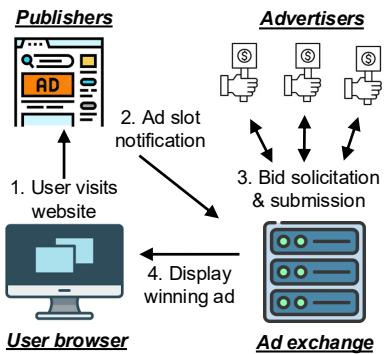 Publishers
Advertisers
AD
2. Ad slot
notification
1. User visits
website
3. Bid solicitation
& submission
4. Display
winning ad
User browser
Ad exchange